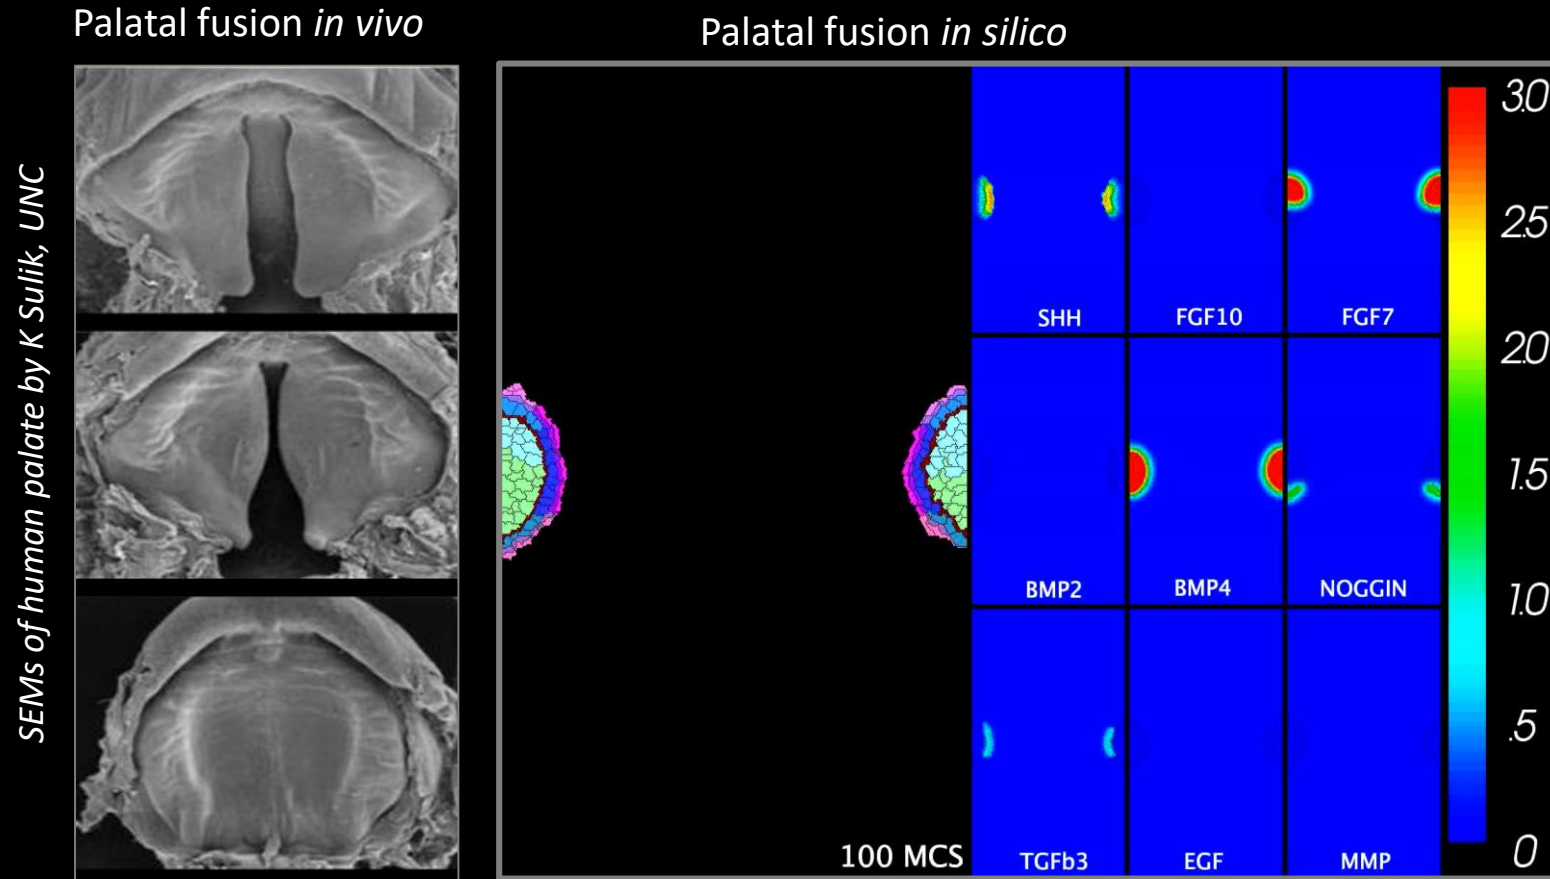 Palatal fusion in vivo
Palatal fusion in silico
SEMs of human palate by K Sulik, UNC
SHH
FGF10
FGF7
BMP2
BMP4
NOGGIN
TGFb3
EGF
MMP
100 MCS
3.0
2.5
2.0
1.5
1.0
.5
0